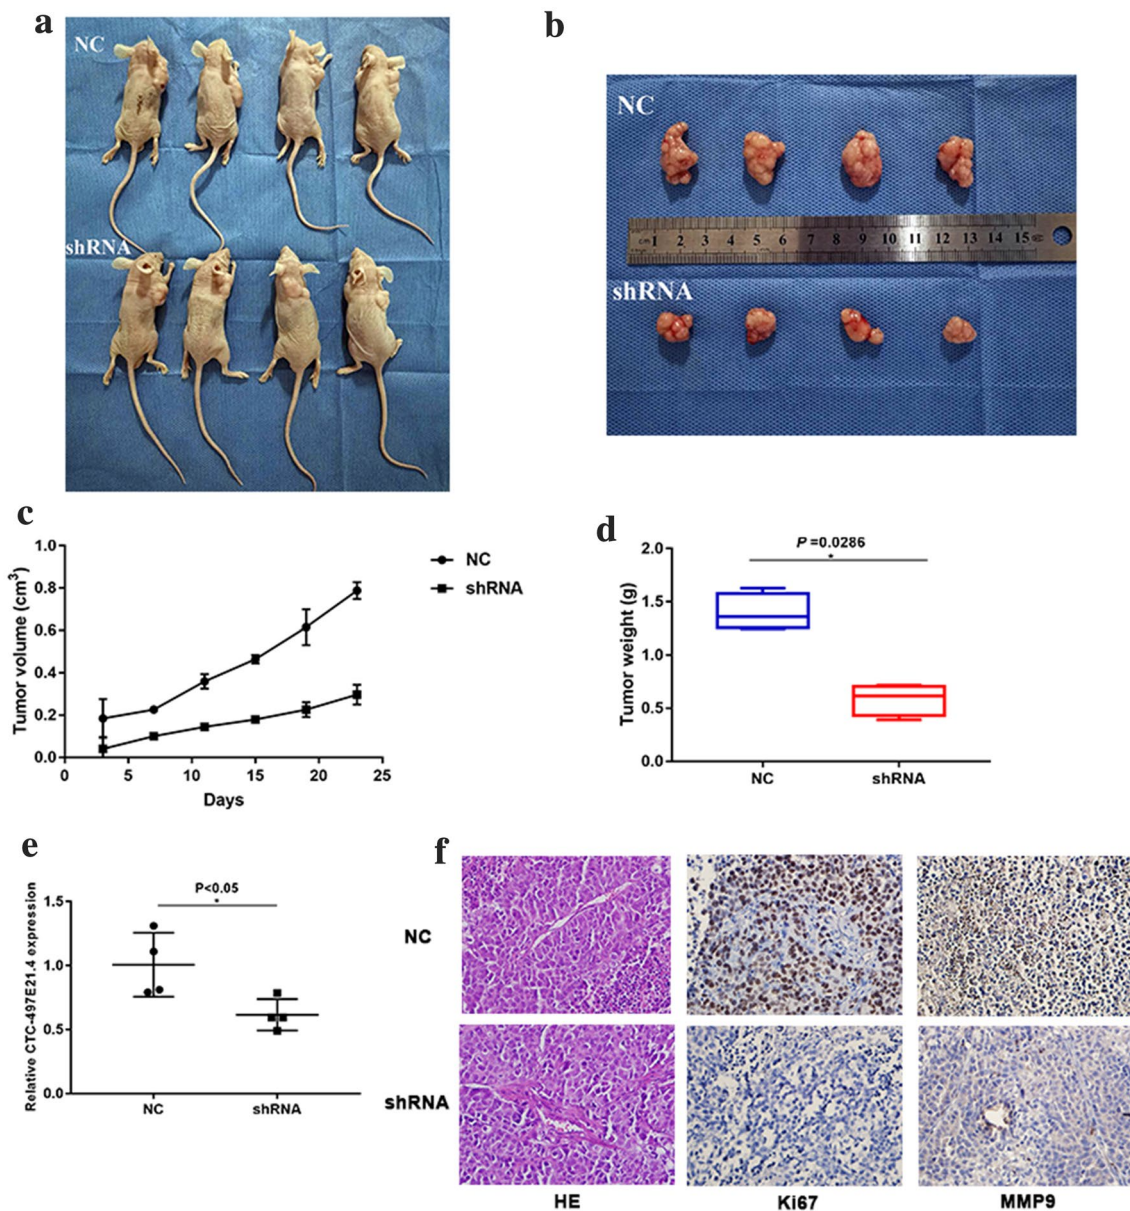 a
NC
shRNA
b
NC
cm 1 2 3 4 5 6 7 8 9 10 11 12 13 14 15
shRNA
c
Tumor volume (cm3)
1.0
0.8
0.6
0.4
0.2
0.0
0 5 10 15 20 25
Days
NC
shRNA
d
P =0.0286
*
Tumor weight (g)
2.0
1.5
1.0
0.5
0.0
NC shRNA
e
P<0.05
*
Relative CTC-497E21.4 expression
1.5
1.0
0.5
0.0
NC shRNA
f
NC
shRNA
HE Ki67 MMP9